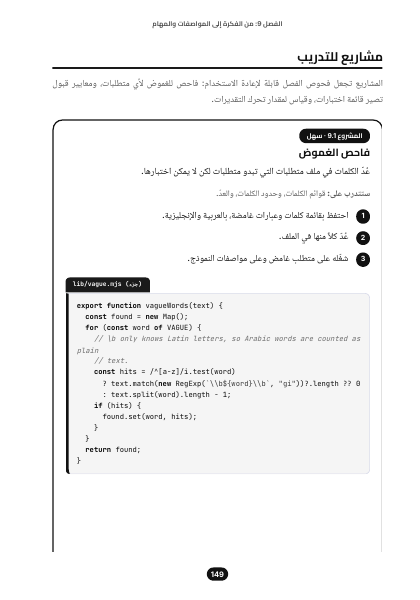 الفصل 9: من الفكرة إلى المواصفات والمهام
مشاريع للتدريب
المشاريع تجعل فحوص الفصل قابلة لإعادة الاستخدام: فاحص للغموض لأي متطلبات، ومعايير قبول
تصير قائمة اختبارات، وقياس لمقدار تحرك التقديرات.
المشروع 9.1 · سهل
فاحص الغموض
عُدّ الكلمات في ملف متطلبات التي تبدو متطلبات لكن لا يمكن اختبارها.
ستتدرب على: قوائم الكلمات، وحدود الكلمات، والعدّ.
1 احتفظ بقائمة كلمات وعبارات غامضة، بالعربية والإنجليزية.
2 عُدّ كلاً منها في الملف.
3 شغّله على متطلب غامض وعلى مواصفات النموذج.
lib/vague.mjs (جزء)
export function vagueWords(text) {
  const found = new Map();
  for (const word of VAGUE) {
    // \b only knows Latin letters, so Arabic words are counted as
plain
    // text.
    const hits = /^[a-z]/i.test(word)
      ? text.match(new RegExp(`\\b${word}\\b`, "gi"))?.length ?? 0
      : text.split(word).length - 1;
    if (hits) {
      found.set(word, hits);
    }
  }
  return found;
}
149